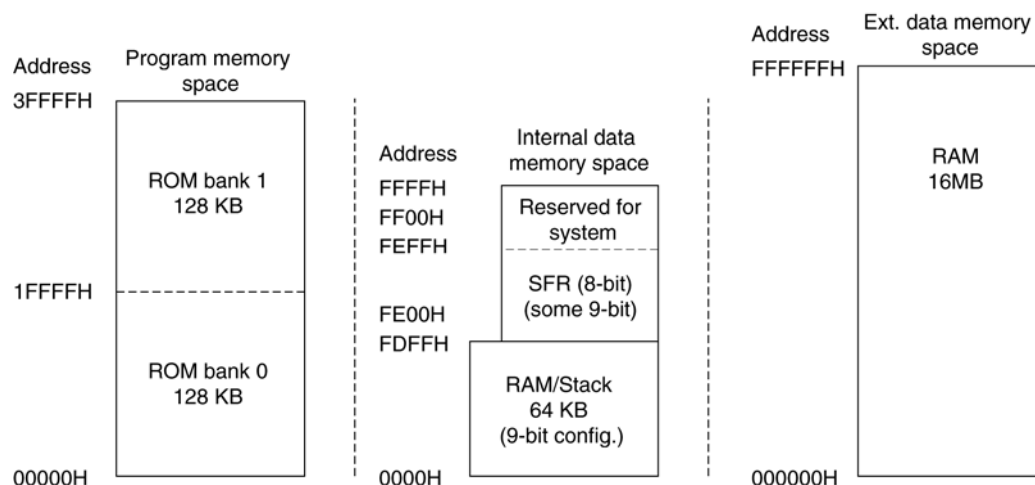 Address
Program memory
space
3FFFFH
ROM bank 1
128 KB
1FFFFH
ROM bank 0
128 KB
00000H
Address
Internal data
memory space
FFFFH
FF00H
FEFFH
Reserved for
system
SFR (8-bit)
(some 9-bit)
FE00H
FDFFH
RAM/Stack
64 KB
(9-bit config.)
0000H
Address
Ext. data memory
space
FFFFFFH
RAM
16MB
000000H